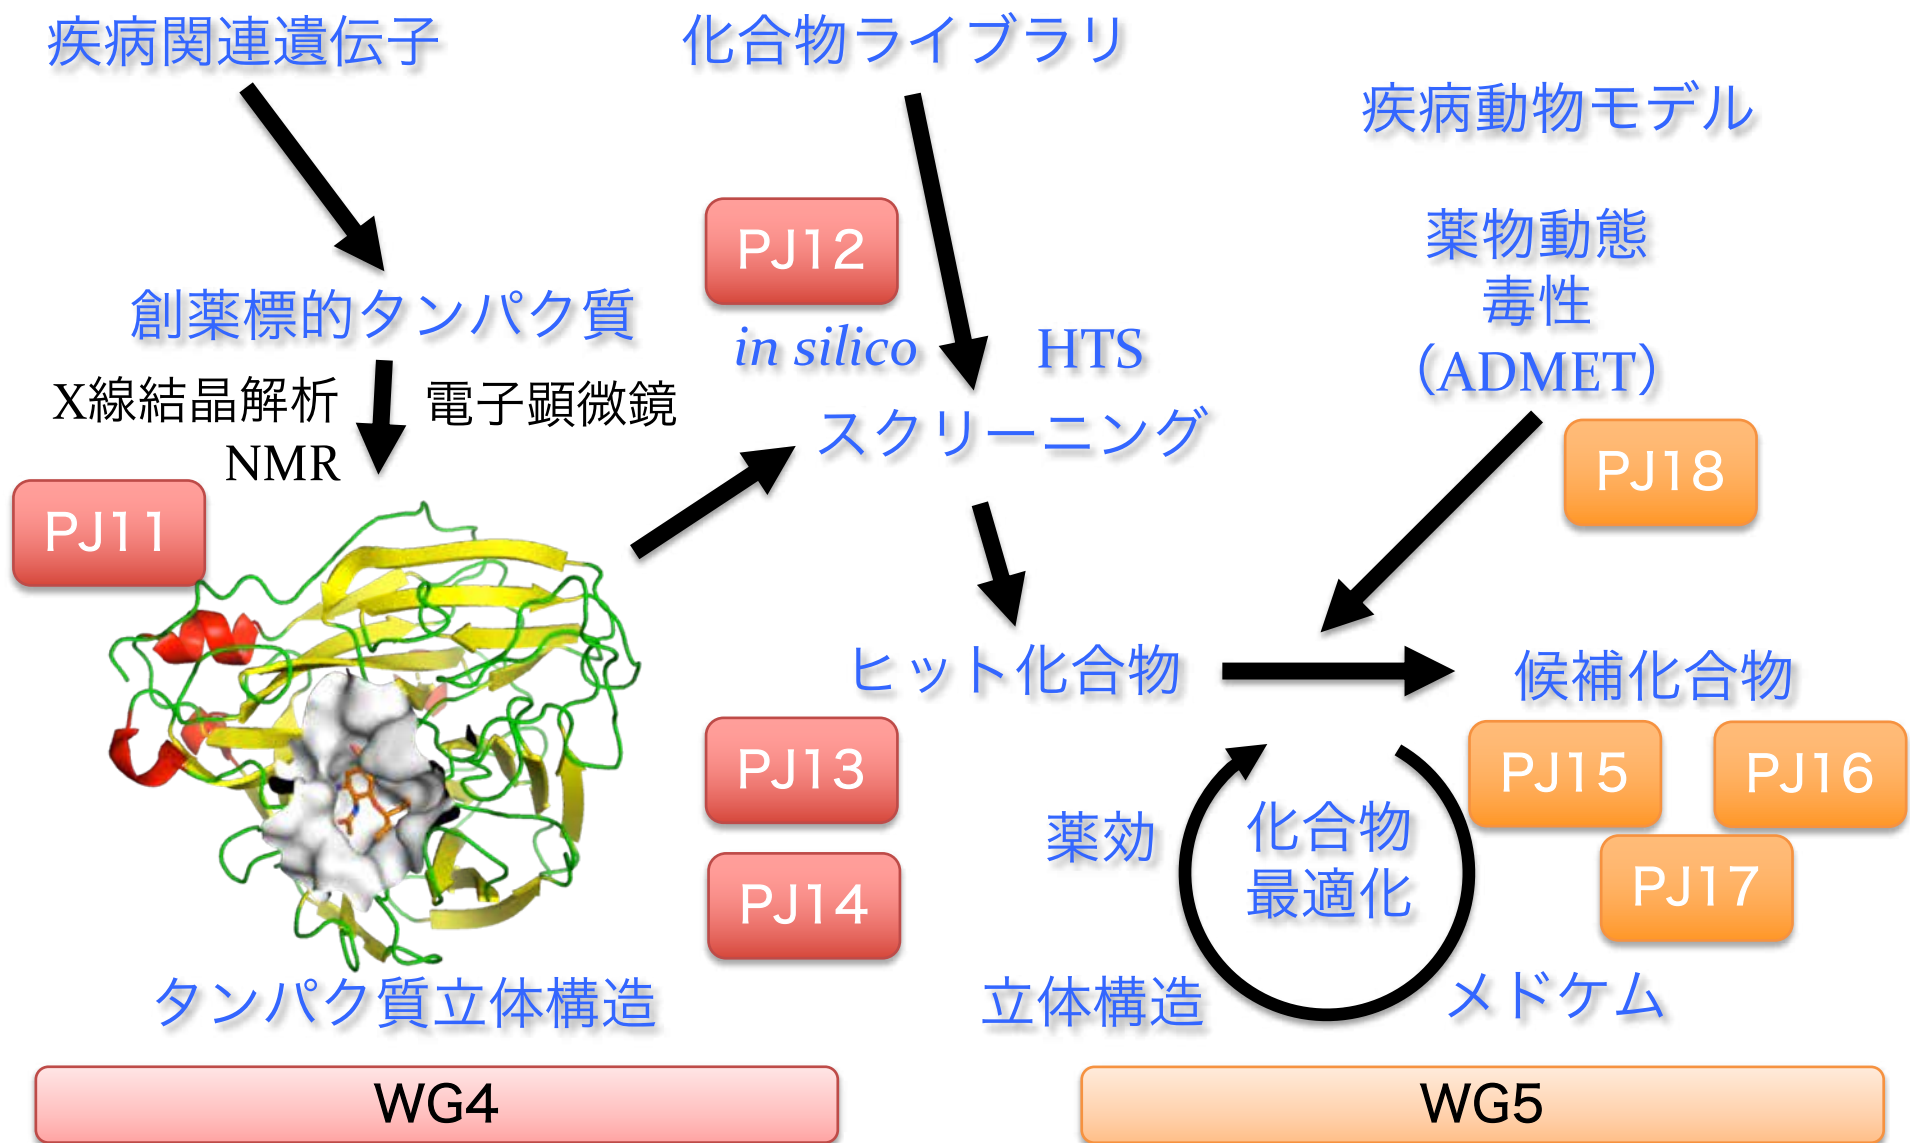 疾病関連遺伝子
化合物ライブラリ
疾病動物モデル
PJ12
薬物動態
毒性
（ADMET）
創薬標的タンパク質
in silico
HTS
X線結晶解析
電子顕微鏡
NMR
スクリーニング
PJ18
PJ11
ヒット化合物
候補化合物
PJ13
PJ15
PJ16
薬効
化合物
最適化
PJ14
PJ17
タンパク質立体構造
立体構造
メドケム
WG4
WG5